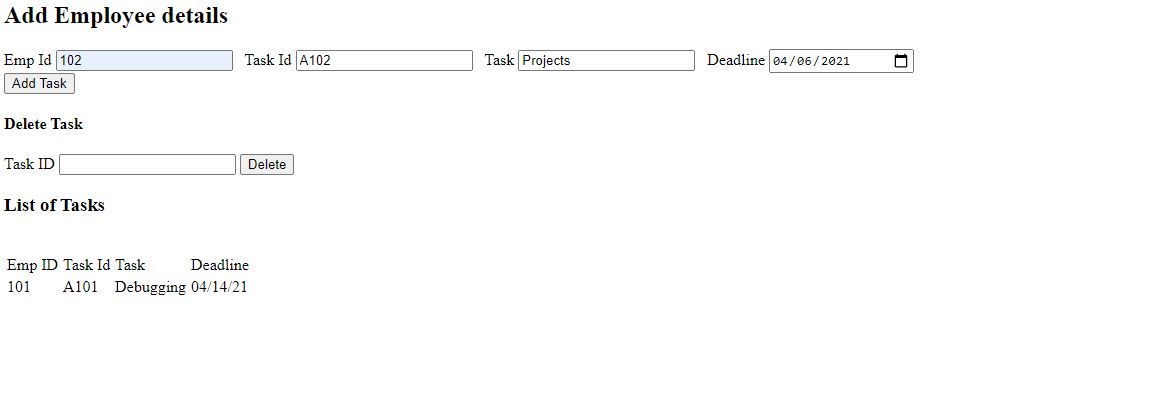 Add Employee details
Emp Id 102 Task Id A102 Task Projects Deadline 04/06/2021
Add Task
Delete Task
Task ID Delete
List of Tasks
Emp ID Task Id Task Deadline
101 A101 Debugging 04/14/21